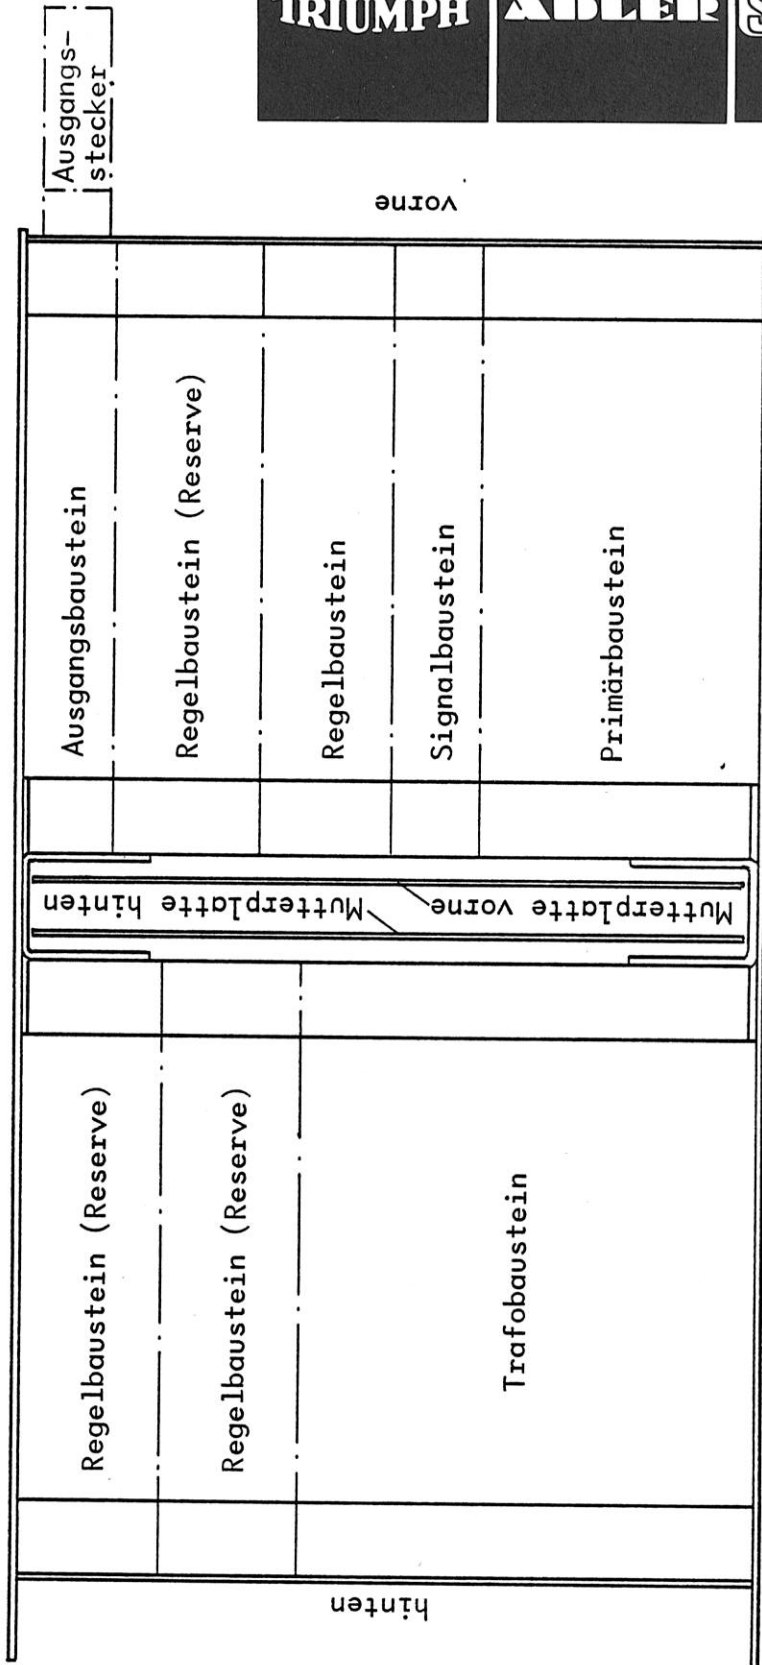 TRIUMPH
ADLER
Ausgangs-
stecker
vorne
Ausgangsbaustein
Regelbaustein (Reserve)
Regelbaustein
Signalbaustein
Primärbaustein
Mutterplatte hinten
Mutterplatte vorne
Regelbaustein (Reserve)
Regelbaustein (Reserve)
Trafobaustein
hinten